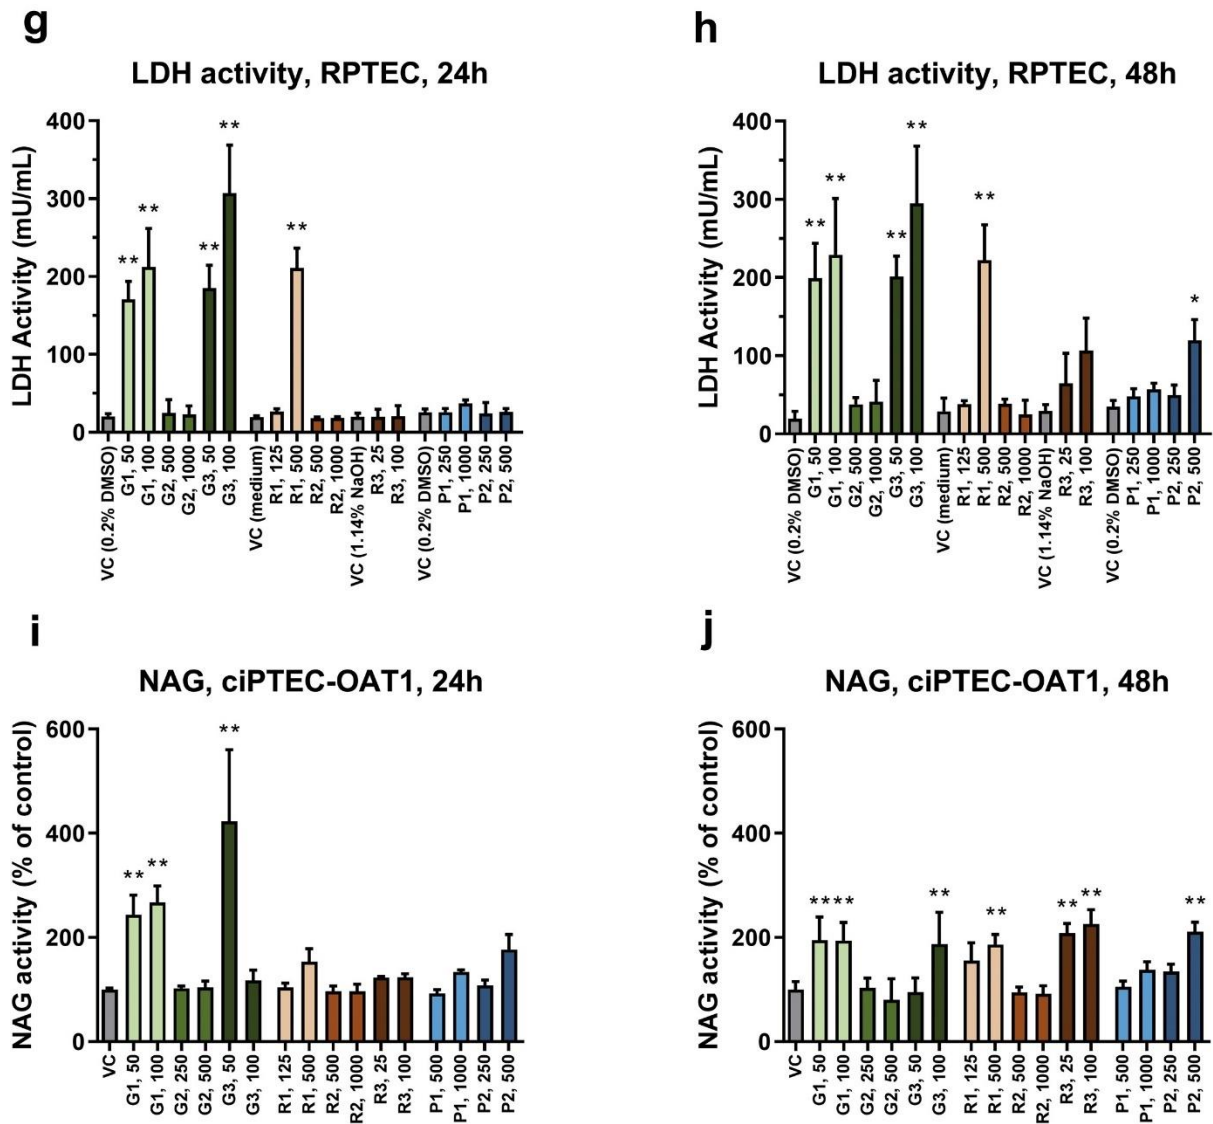 g
LDH activity, RPTEC, 24h
LDH Activity (mU/mL)
400
300
200
100
0
**
**
**
**
**
VC (0.2% DMSO)
G1, 50
G1, 100
G2, 500
G2, 1000
G3, 50
G3, 100
VC (medium)
R1, 125
R1, 500
R2, 500
R2, 1000
VC (1.14% NaOH)
R3, 25
R3, 100
VC (0.2% DMSO)
P1, 250
P1, 1000
P2, 250
P2, 500
h
LDH activity, RPTEC, 48h
LDH Activity (mU/mL)
400
300
200
100
0
**
**
**
**
**
*
VC (0.2% DMSO)
G1, 50
G1, 100
G2, 500
G2, 1000
G3, 50
G3, 100
VC (medium)
R1, 125
R1, 500
R2, 500
R2, 1000
VC (1.14% NaOH)
R3, 25
R3, 100
VC (0.2% DMSO)
P1, 250
P1, 1000
P2, 250
P2, 500
i
NAG, ciPTEC-OAT1, 24h
NAG activity (% of control)
600
400
200
0
**
**
**
VC
G1, 50
G1, 100
G2, 250
G2, 500
G3, 50
G3, 100
R1, 125
R1, 500
R2, 500
R2, 1000
R3, 25
R3, 100
P1, 500
P1, 1000
P2, 250
P2, 500
j
NAG, ciPTEC-OAT1, 48h
NAG activity (% of control)
600
400
200
0
****
**
**
**
**
**
VC
G1, 50
G1, 100
G2, 250
G2, 500
G3, 50
G3, 100
R1, 125
R1, 500
R2, 500
R2, 1000
R3, 25
R3, 100
P1, 500
P1, 1000
P2, 250
P2, 500